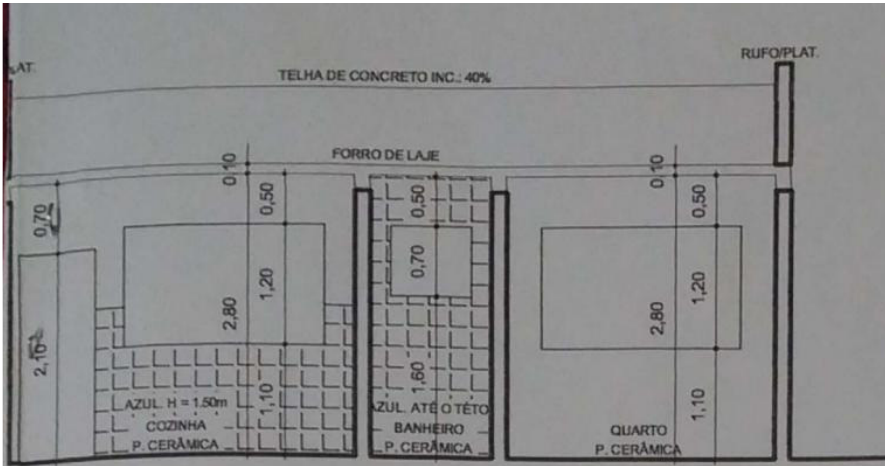 RUFO/PLAT.
TELHA DE CONCRETO INC.: 40%
FORRO DE LAJE
0,10
0,10
0,70
0,50
0,50
0,50
0,70
2,80
1,20
2,80
1,20
2,10
1,10
1,60
1,10
AZUL. H = 1.50m
COZINHA
P. CERÂMICA
AZUL. ATÉ O TÉTO
BANHEIRO
P. CERÂMICA
QUARTO
P. CERÂMICA